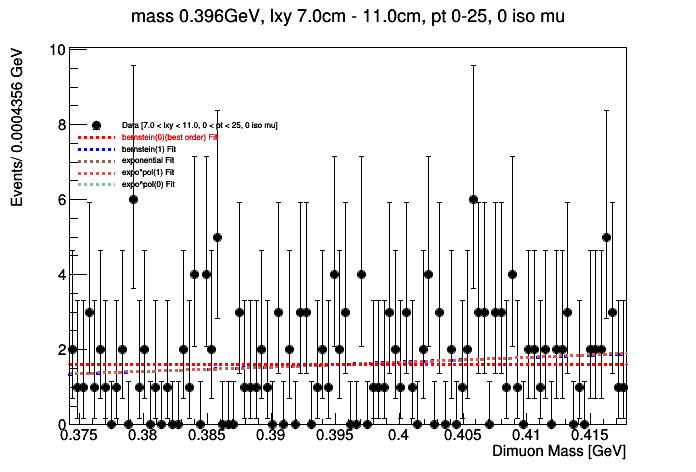 mass 0.396GeV, lxy 7.0cm - 11.0cm, pt 0-25, 0 iso mu
Events/ 0.0004356 GeV
10
8
6
4
2
0
Data [7.0 < lxy < 11.0, 0 < pt < 25, 0 iso mu]
bernstein(0)(best order) Fit
bernstein(1) Fit
exponential Fit
expo*pol(1) Fit
expo*pol(0) Fit
0.375 0.38 0.385 0.39 0.395 0.4 0.405 0.41 0.415
Dimuon Mass [GeV]